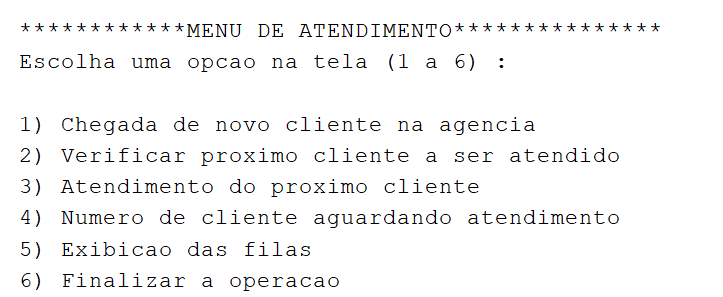 ************MENU DE ATENDIMENTO***************
Escolha uma opcao na tela (1 a 6) :
1) Chegada de novo cliente na agencia
2) Verificar proximo cliente a ser atendido
3) Atendimento do proximo cliente
4) Numero de cliente aguardando atendimento
5) Exibicao das filas
6) Finalizar a operacao